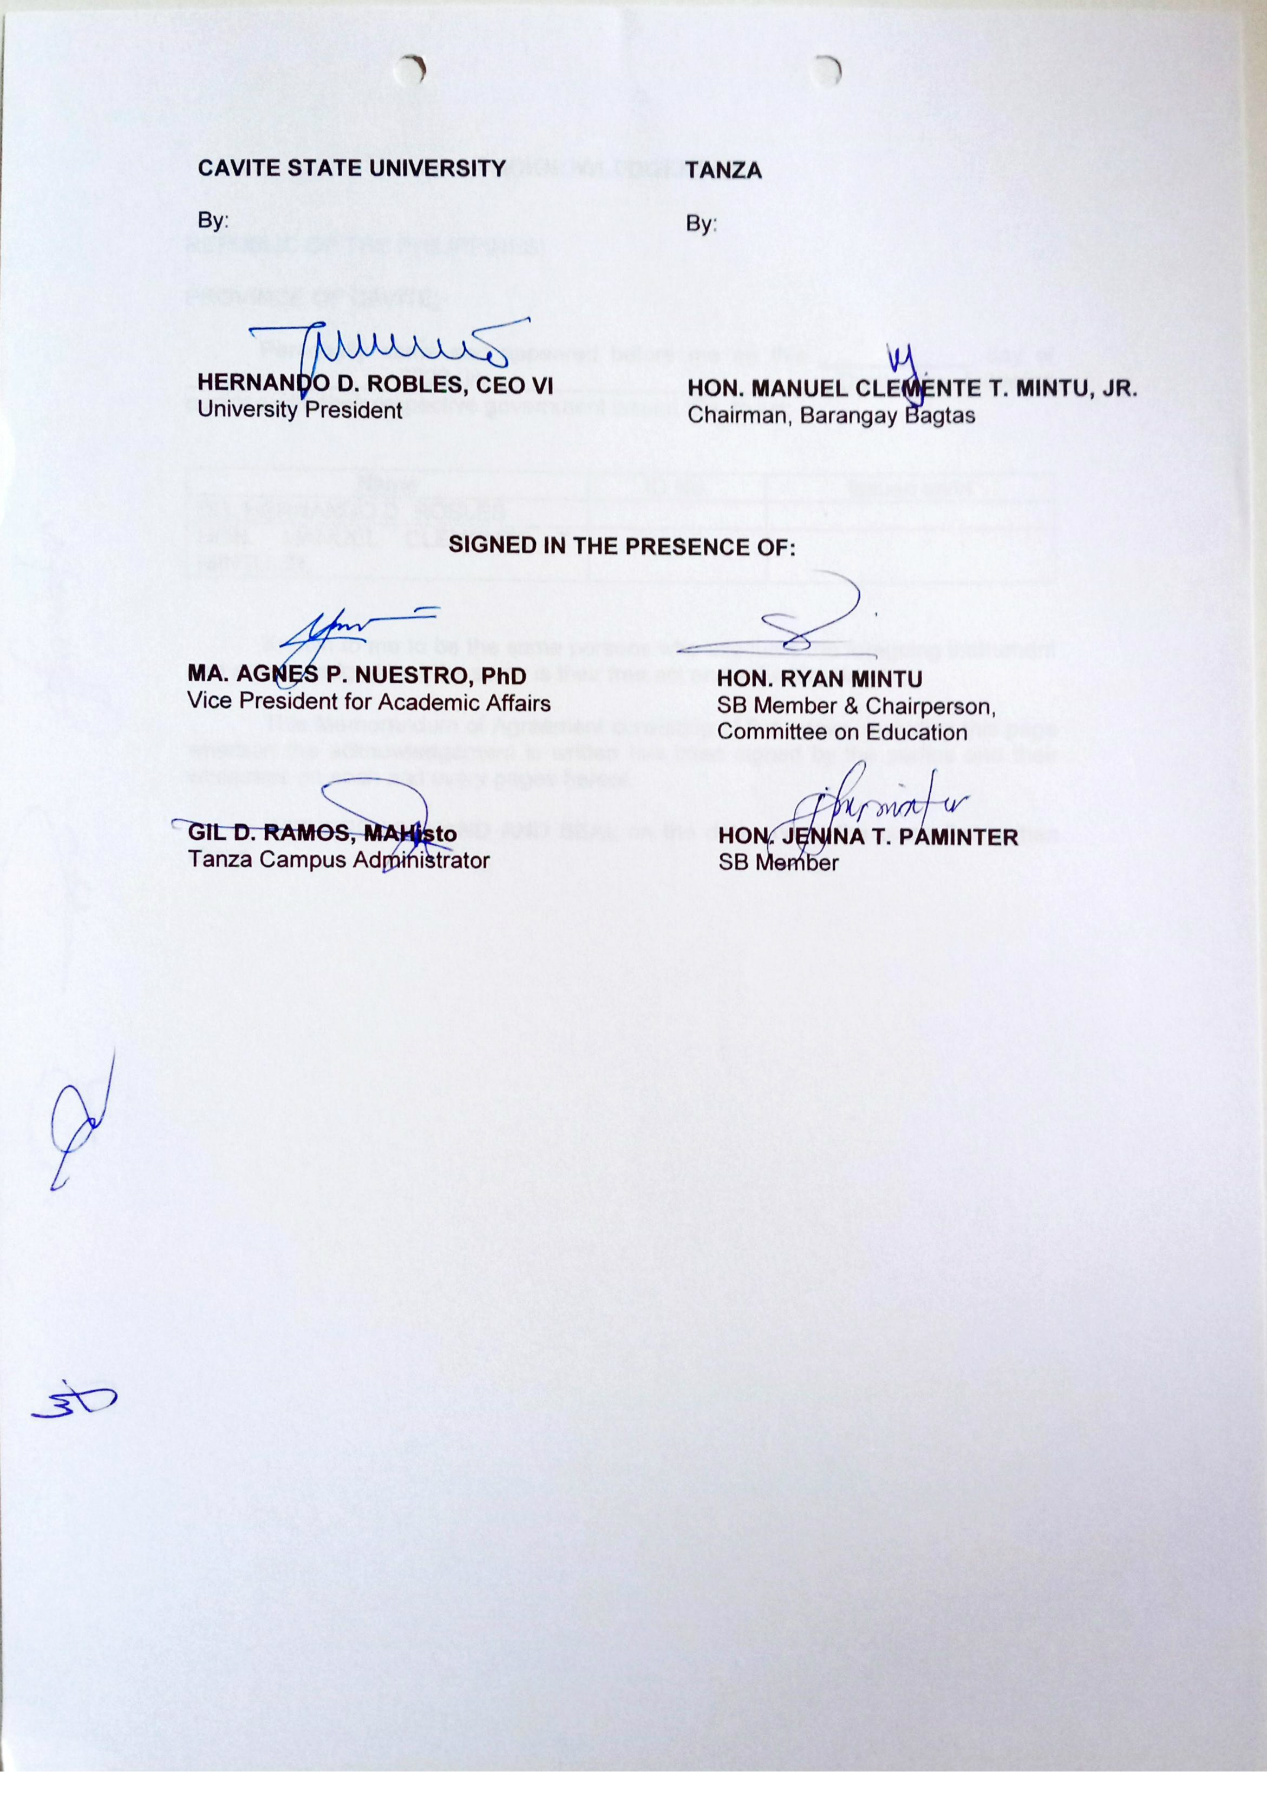 CAVITE STATE UNIVERSITY
TANZA
By:
By:
HERNANDO D. ROBLES, CEO VI
University President
HON. MANUEL CLEMENTE T. MINTU, JR.
Chairman, Barangay Bagtas
SIGNED IN THE PRESENCE OF:
MA. AGNES P. NUESTRO, PhD
Vice President for Academic Affairs
HON. RYAN MINTU
SB Member & Chairperson,
Committee on Education
GIL D. RAMOS, MAHisto
Tanza Campus Administrator
HON. JENINA T. PAMINTER
SB Member